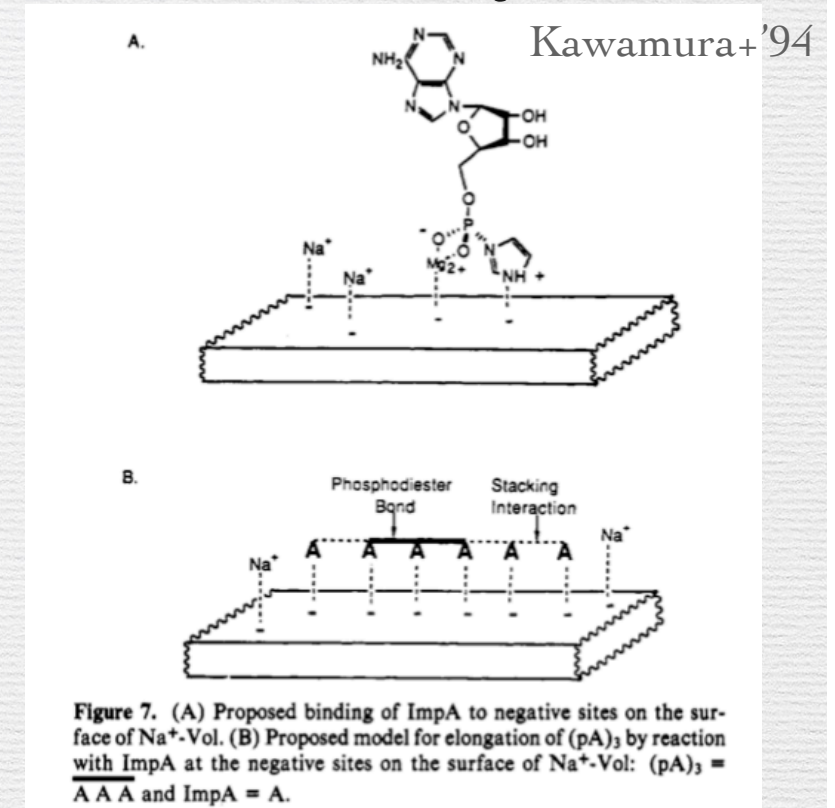 Kawamura+'94
A.
N
NH2
N
N
N
OH
O
OH
O
-
P
O
O
N
Mg2+
NH +
Na+
Na+
-
-
-
-
B.
Phosphodiester
Bond
Stacking
Interaction
Na+
A A A A A A
Na+
- - - - - - - -
Figure 7. (A) Proposed binding of ImpA to negative sites on the sur-
face of Na+-Vol. (B) Proposed model for elongation of (pA)3 by reaction
with ImpA at the negative sites on the surface of Na+-Vol: (pA)3 =
A A A and ImpA = A.